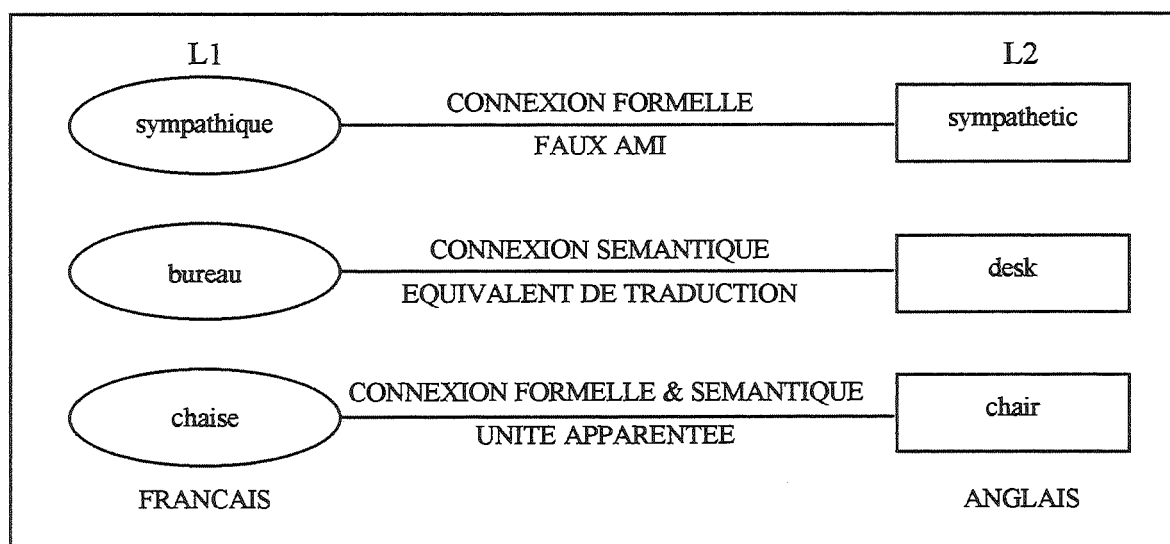 L1 L2
sympathique CONNEXION FORMELLE sympathetic
FAUX AMI
bureau CONNEXION SEMANTIQUE desk
EQUIVALENT DE TRADUCTION
chaise CONNEXION FORMELLE & SEMANTIQUE chair
UNITE APPARENTEE
FRANCAIS ANGLAIS